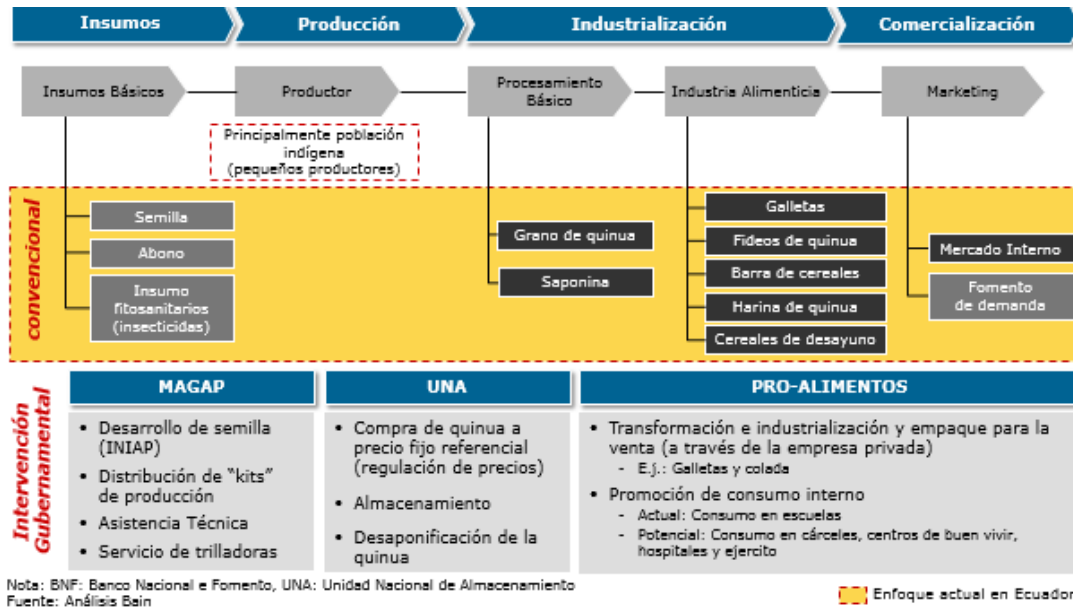 Insumos
Producción
Industrialización
Comercialización
Insumos Básicos
Productor
Procesamiento
Básico
Industria Alimenticia
Marketing
Principalmente población
indígena
(pequeños productores)
convencional
Semilla
Abono
Insumo
fitosanitarios
(insecticidas)
Grano de quinua
Saponina
Galletas
Fideos de quinua
Barra de cereales
Harina de quinua
Cereales de desayuno
Mercado Interno
Fomento
de demanda
Intervención
Gubernamental
MAGAP
• Desarrollo de semilla
(INIAP)
• Distribución de "kits"
de producción
• Asistencia Técnica
• Servicio de trilladoras
UNA
• Compra de quinua a
precio fijo referencial
(regulación de precios)
• Almacenamiento
• Desaponificación de la
quinua
PRO-ALIMENTOS
• Transformación e industrialización y empaque para la
venta (a través de la empresa privada)
- E.j.: Galletas y colada
• Promoción de consumo interno
- Actual: Consumo en escuelas
- Potencial: Consumo en cárceles, centros de buen vivir,
hospitales y ejercito
Nota: BNF: Banco Nacional e Fomento, UNA: Unidad Nacional de Almacenamiento
Fuente: Análisis Bain
Enfoque actual en Ecuador